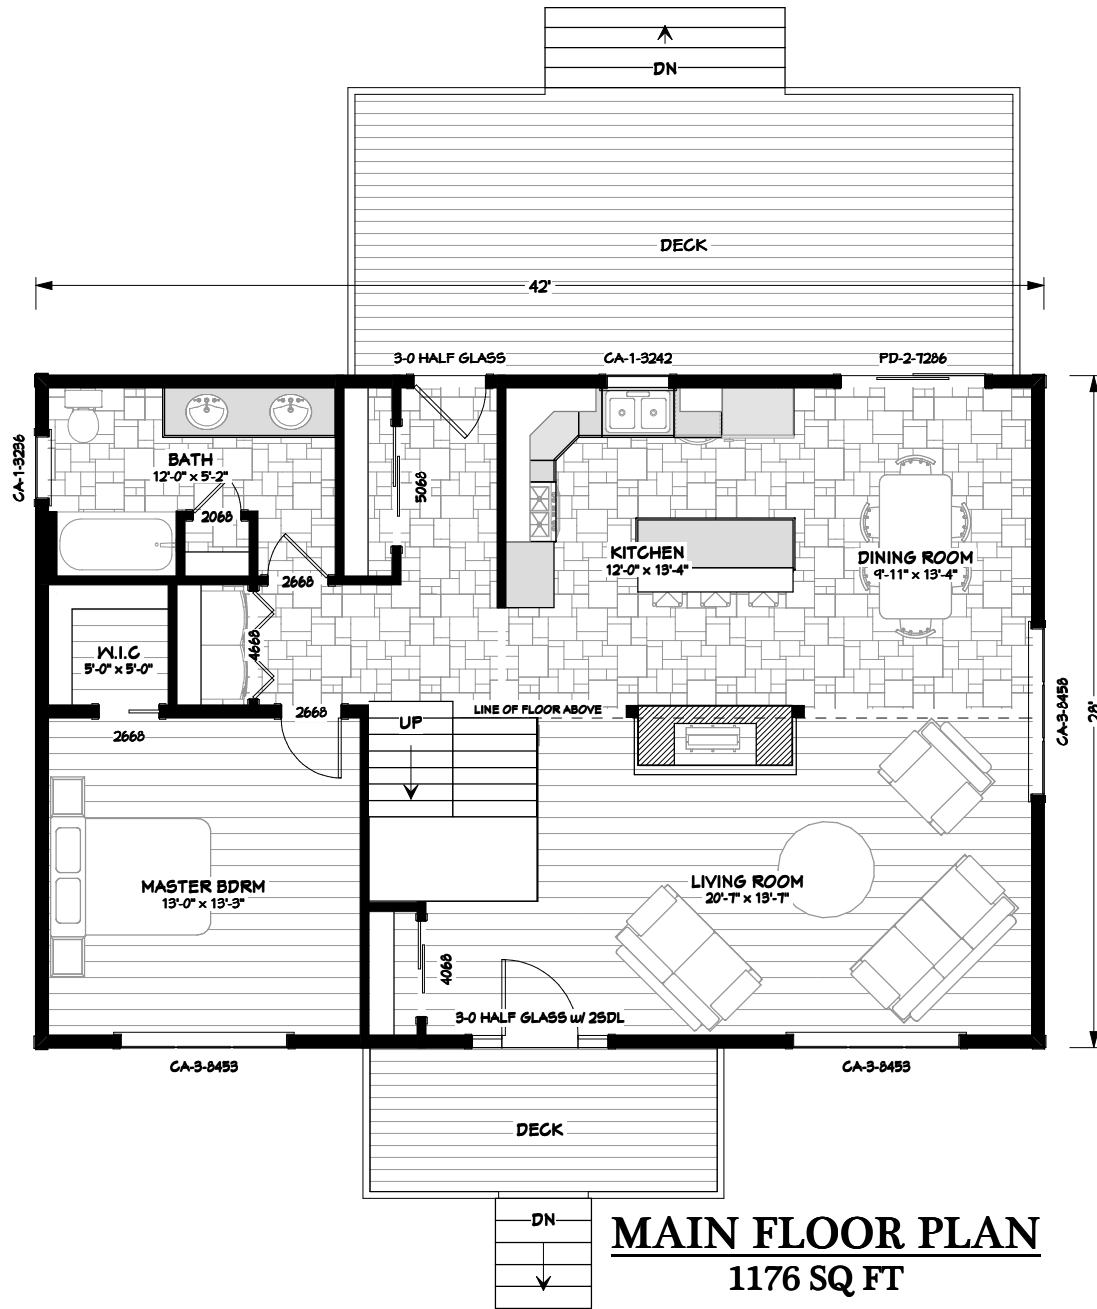 DN
DECK
42'
3-0 HALF GLASS
CA-1-3242
PD-2-7286
CA-1-3236
BATH
12'-0" x 5'-2"
2068
5068
2668
KITCHEN
12'-0" x 13'-4"
DINING ROOM
9'-11" x 13'-4"
4668
W.I.C
5'-0" x 5'-0"
2668
2668
UP
LINE OF FLOOR ABOVE
CA-3-8458
28'
MASTER BDRM
13'-0" x 13'-3"
LIVING ROOM
20'-7" x 13'-7"
4068
3-0 HALF GLASS w/ 2SDL
CA-3-8453
CA-3-8453
DECK
DN
MAIN FLOOR PLAN
1176 SQ FT